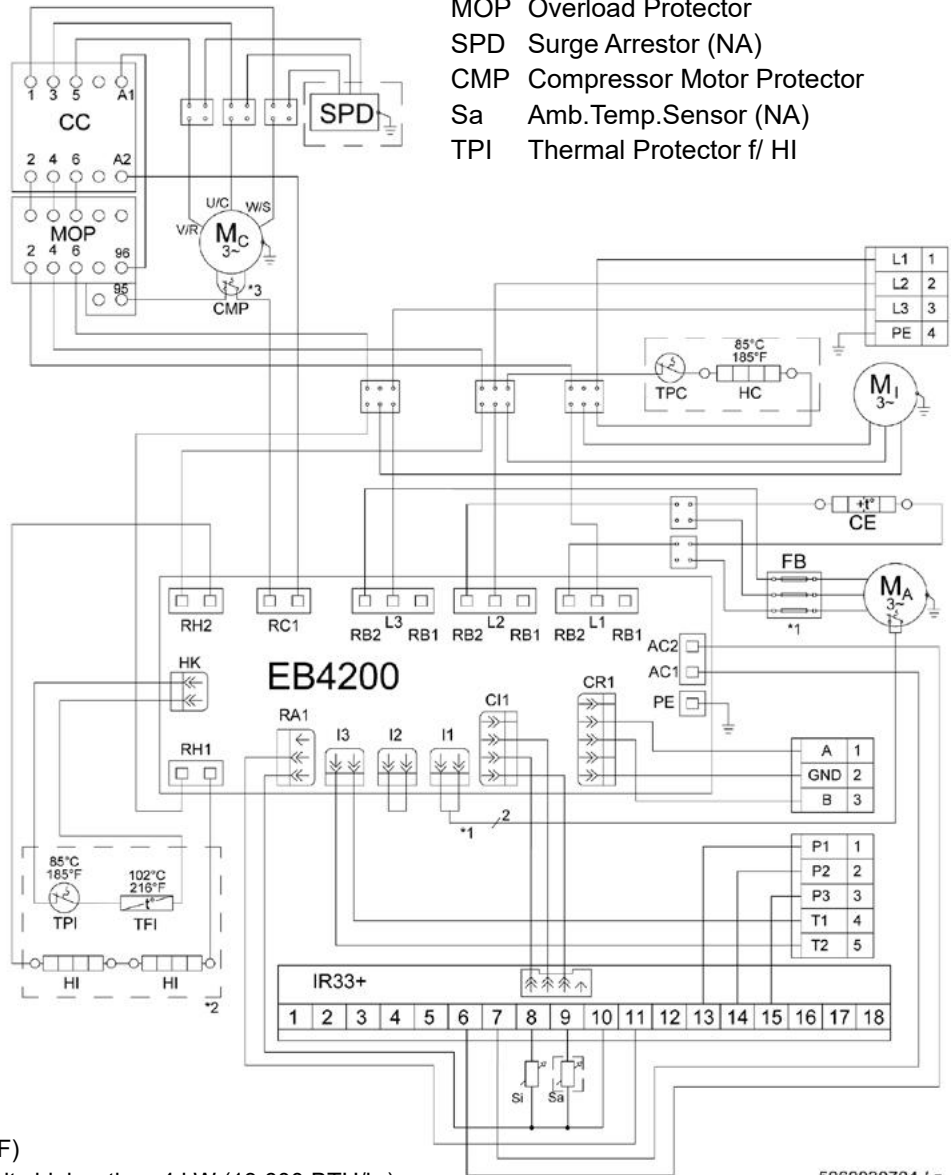 MOP Overload Protector
SPD Surge Arrestor (NA)
CMP Compressor Motor Protector
Sa Amb.Temp.Sensor (NA)
TPI Thermal Protector f/ HI
1 3 5 A1
CC
2 4 6 A2
MOP
2 4 6 96
95
SPD
U/C
W/S
V/R
MC
3~
*3
CMP
L1 1
L2 2
L3 3
PE 4
85°C
185°F
TPC HC
MI
3~
+t°
CE
FB
*1
MA
3~
RH2 RC1
L3
RB2 RB1
L2
RB2 RB1
L1
RB2 RB1
HK
EB4200
AC2
AC1
PE
CR1
CI1
RA1 I3 I2 I1
RH1
*1 2
A 1
GND 2
B 3
P1 1
P2 2
P3 3
T1 4
T2 5
85°C
185°F
102°C
216°F
-t°
TPI TFI
HI HI
*2
IR33+
1 2 3 4 5 6 7 8 9 10 11 12 13 14 15 16 17 18
Si Sa
F)